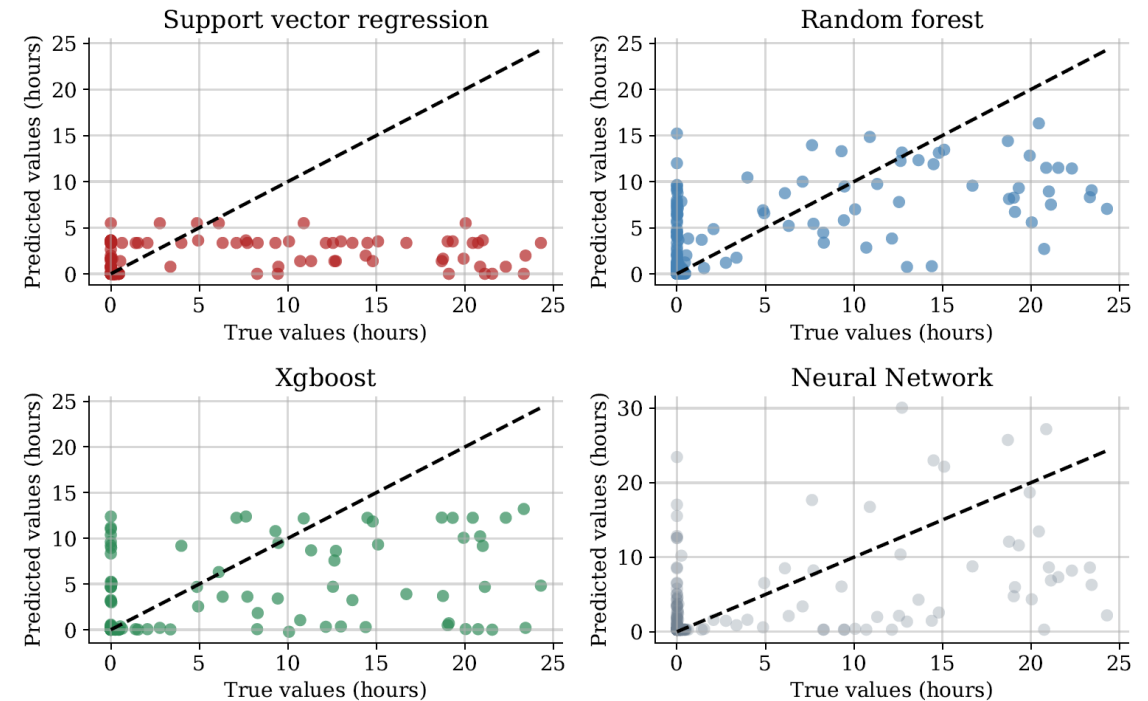 Support vector regression
Predicted values (hours)
25
20
15
10
5
0
0 5 10 15 20 25
True values (hours)
Random forest
Predicted values (hours)
25
20
15
10
5
0
0 5 10 15 20 25
True values (hours)
Xgboost
Predicted values (hours)
25
20
15
10
5
0
0 5 10 15 20 25
True values (hours)
Neural Network
Predicted values (hours)
30
20
10
0
0 5 10 15 20 25
True values (hours)